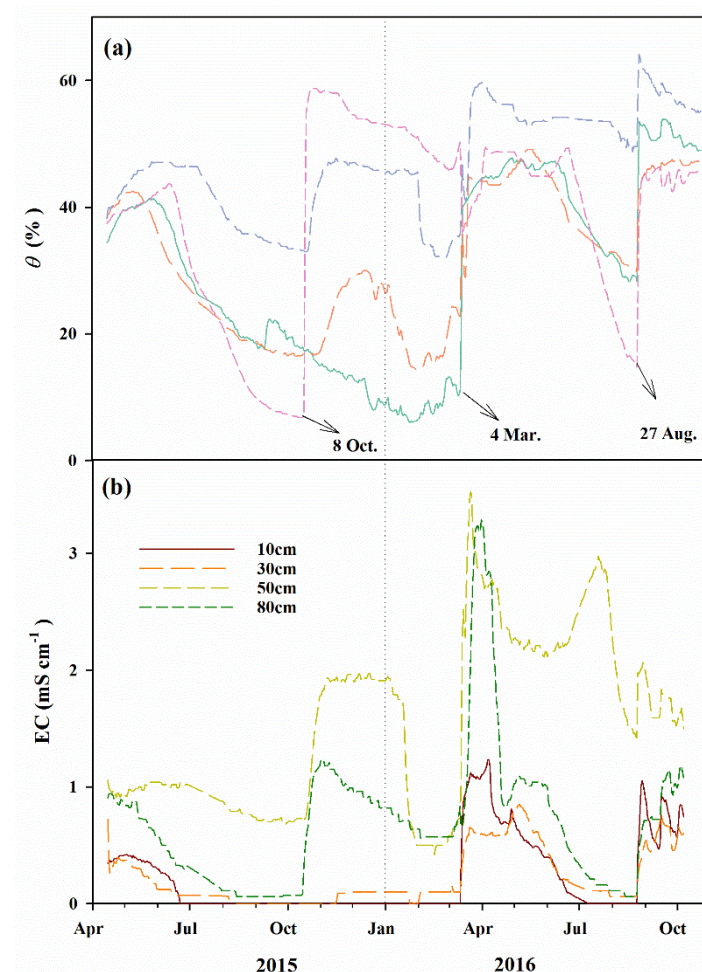 (a)
60
40
20
0
θ (%)
8 Oct.
4 Mar.
27 Aug.
(b)
10cm
30cm
50cm
80cm
3
2
1
0
EC (mS cm⁻¹)
Apr Jul Oct Jan Apr Jul Oct
2015 2016